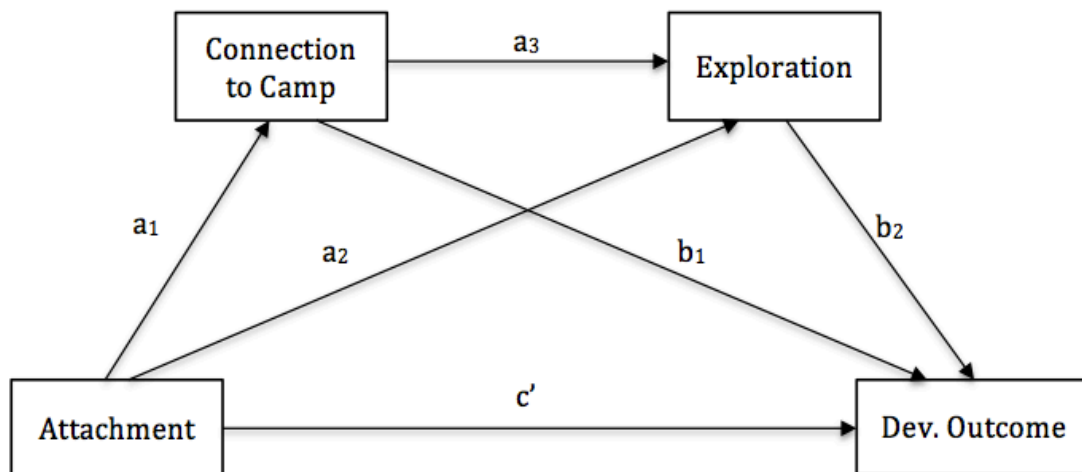 Connection
to Camp
a3
Exploration
a1
a2
b1
b2
Attachment
c’
Dev. Outcome